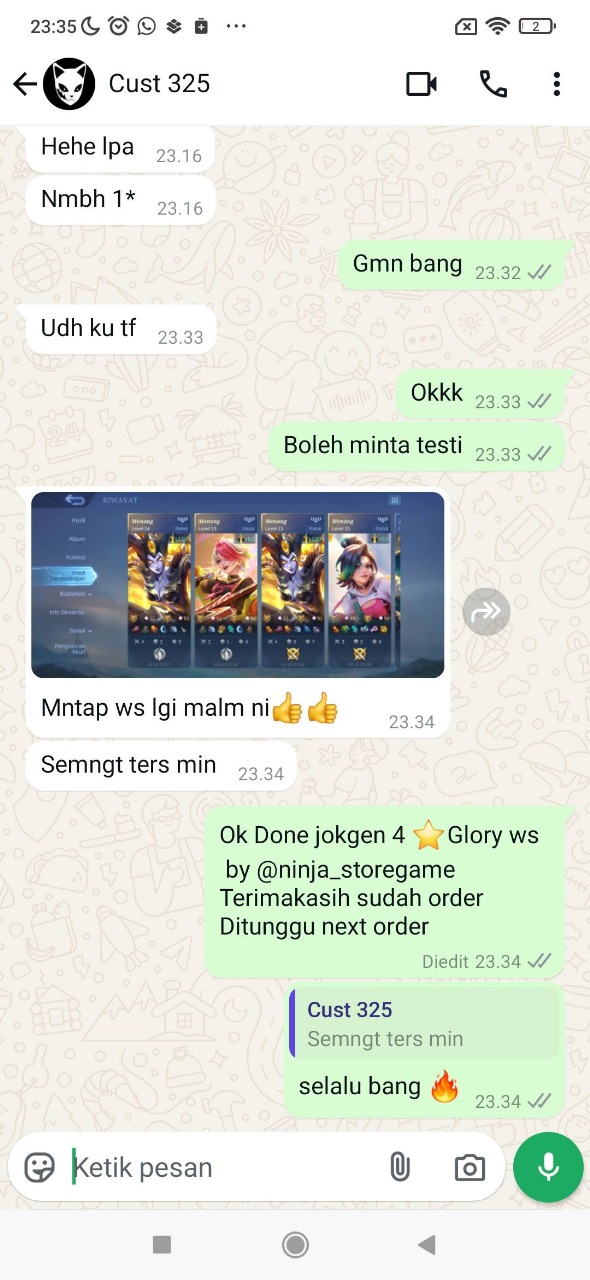 23:35
2
Cust 325
Hehe lpa 23.16
Nmbh 1* 23.16
Gmn bang 23.32
Udh ku tf 23.33
Okkk 23.33
Boleh minta testi 23.33
RIWAYAT
Profil
Album
Koleksi
Hasil
Pertandingan
Battlefield
Info Streamer
Sosial
Pengaturan
Akun
Menang Menang Menang Menang
Mntap ws lgi malm ni👍👍 23.34
Semngt ters min 23.34
Ok Done jokgen 4 ⭐Glory ws
by @ninja_storegame
Terimakasih sudah order
Ditunggu next order
Diedit 23.34
Cust 325
Semngt ters min
selalu bang 🔥 23.34
Ketik pesan